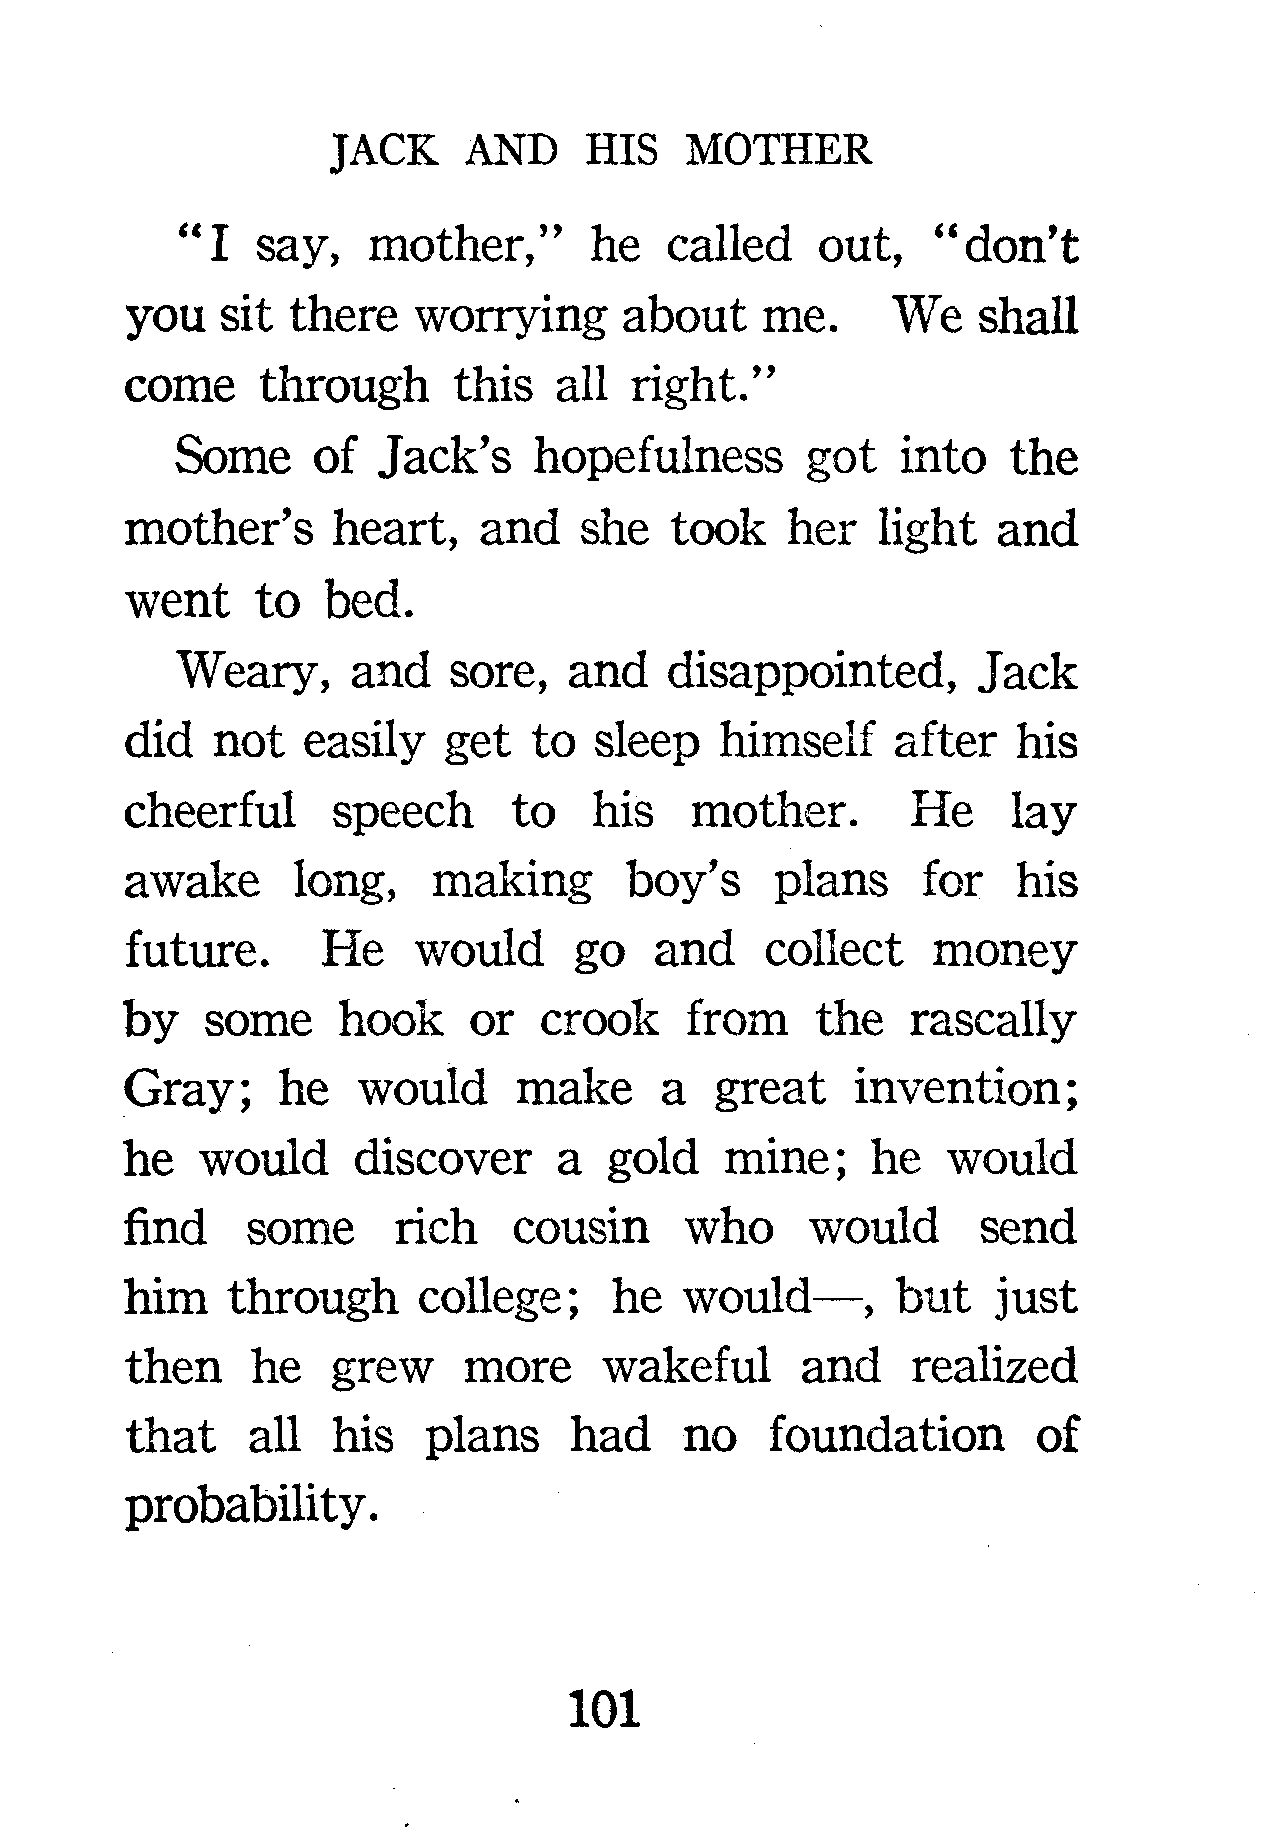 JACK AND HIS MOTHER
"I say, mother," he called out, "don't
you sit there worrying about me. We shall
come through this all right."
Some of Jack's hopefulness got into the
mother's heart, and she took her light and
went to bed.
Weary, and sore, and disappointed, Jack
did not easily get to sleep himself after his
cheerful speech to his mother. He lay
awake long, making boy's plans for his
future. He would go and collect money
by some hook or crook from the rascally
Gray; he would make a great invention;
he would discover a gold mine; he would
find some rich cousin who would send
him through college; he would—, but just
then he grew more wakeful and realized
that all his plans had no foundation of
probability.
101